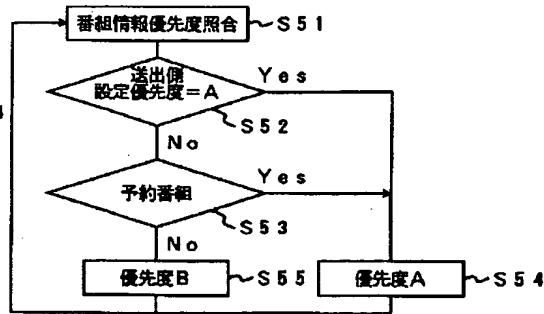 番組情報優先度照合 S51
送出側 Yes
設定優先度=A
S52
No
予約番組 Yes
S53
No
優先度B S55 優先度A S54